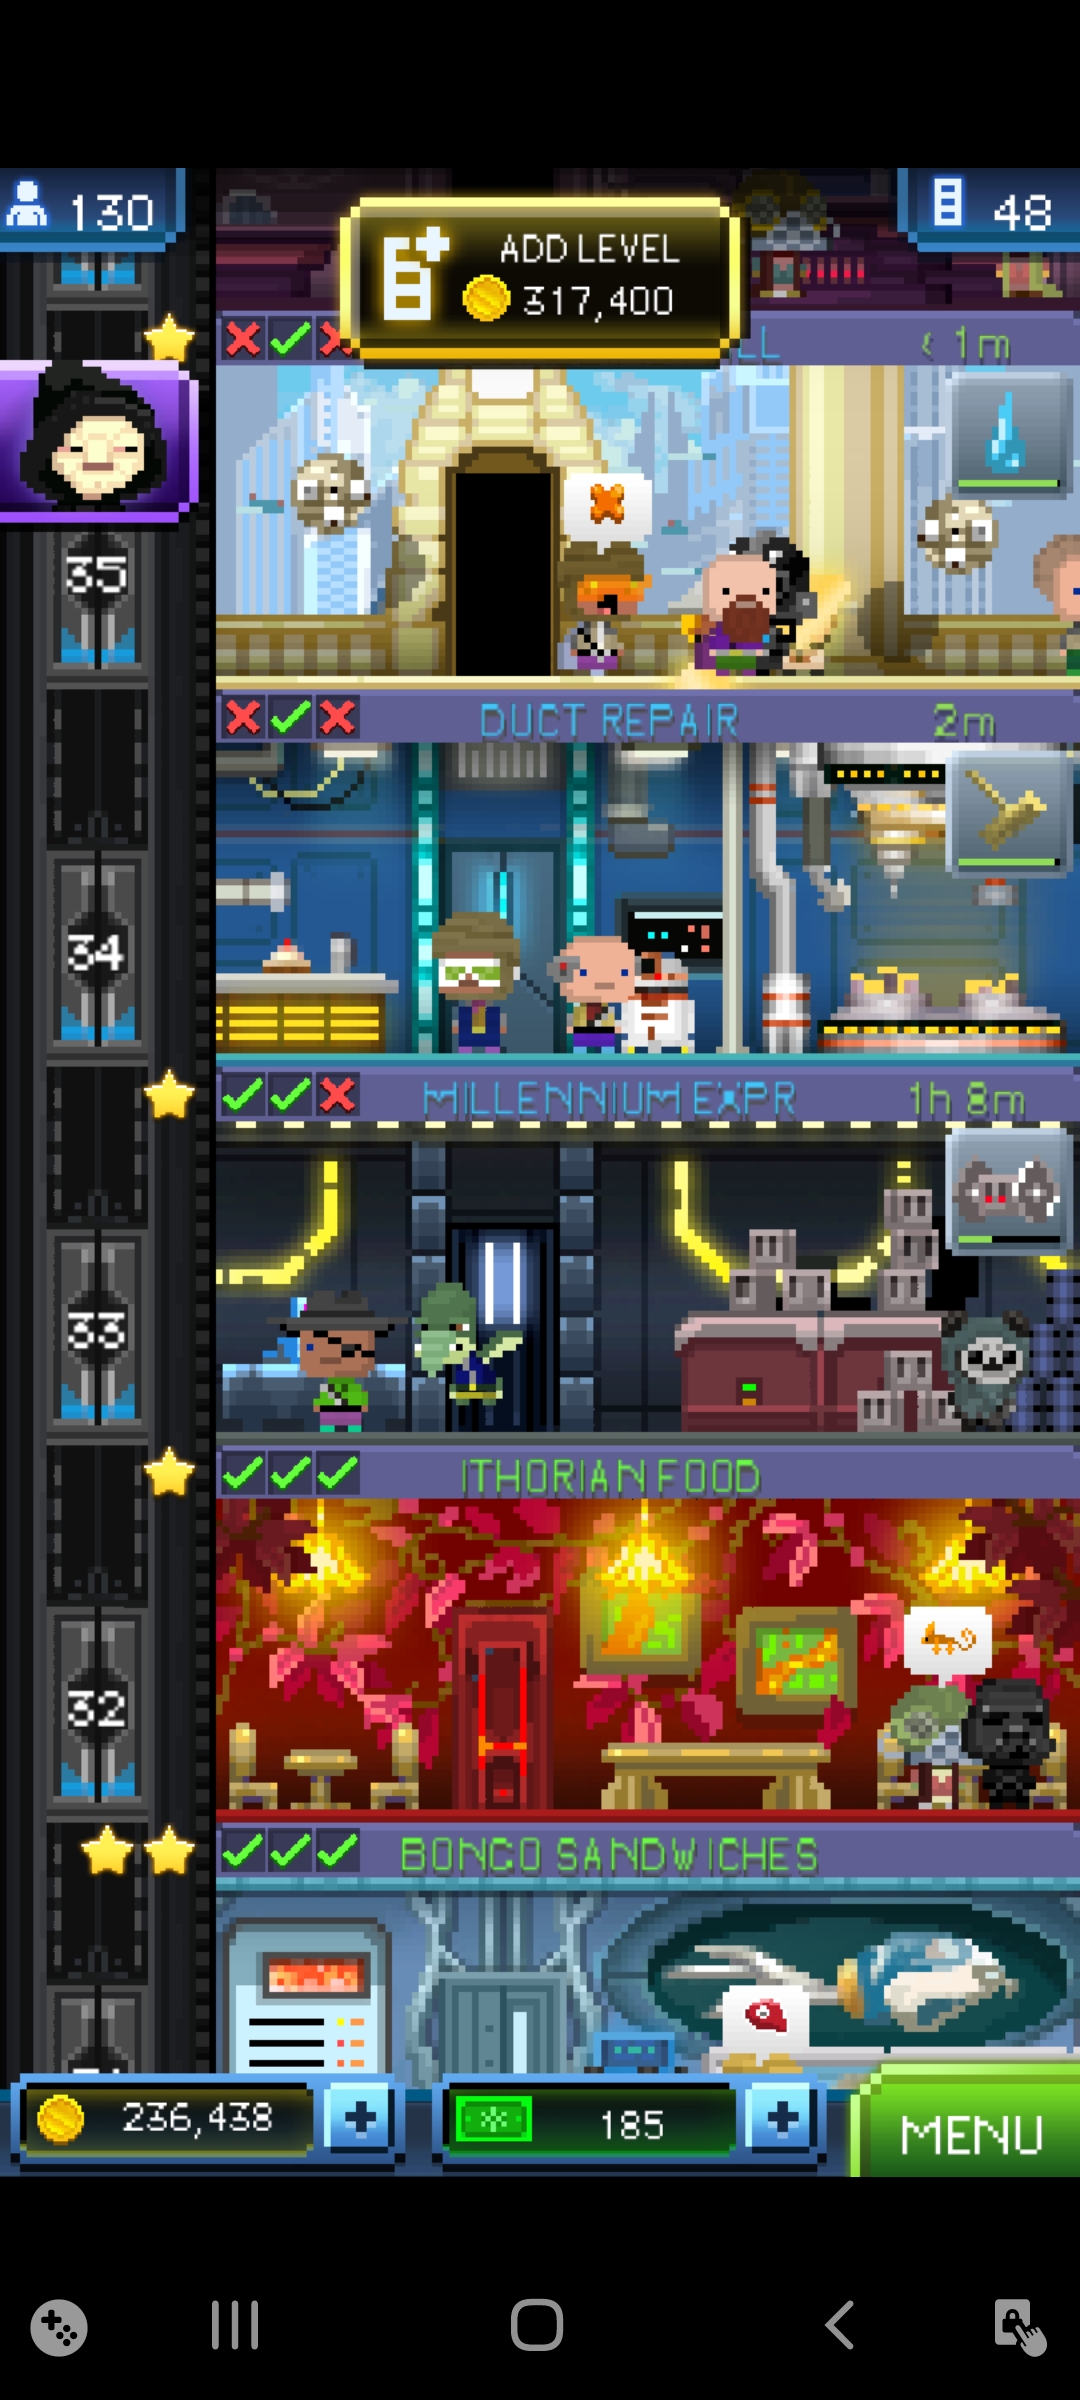 130
ADD LEVEL
317,400
48
< 1m
35
DUCT REPAIR
2m
34
MILLENNIUM EXPR
1h 8m
33
ITHORIAN FOOD
32
BONGO SANDWICHES
236,438
185
MENU